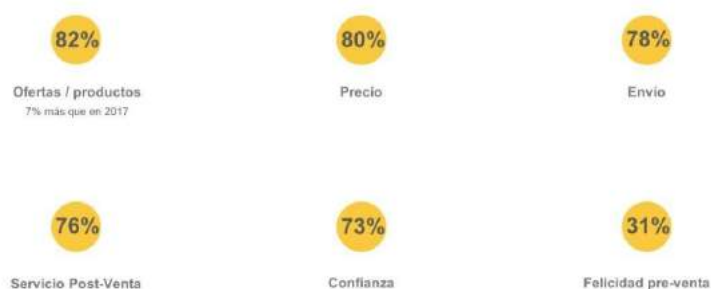 82%
80%
78%
Ofertas / productos
Precio
Envio
7% más que en 2017
76%
73%
31%
Servicio Post-Venta
Confianza
Felicidad pre-venta